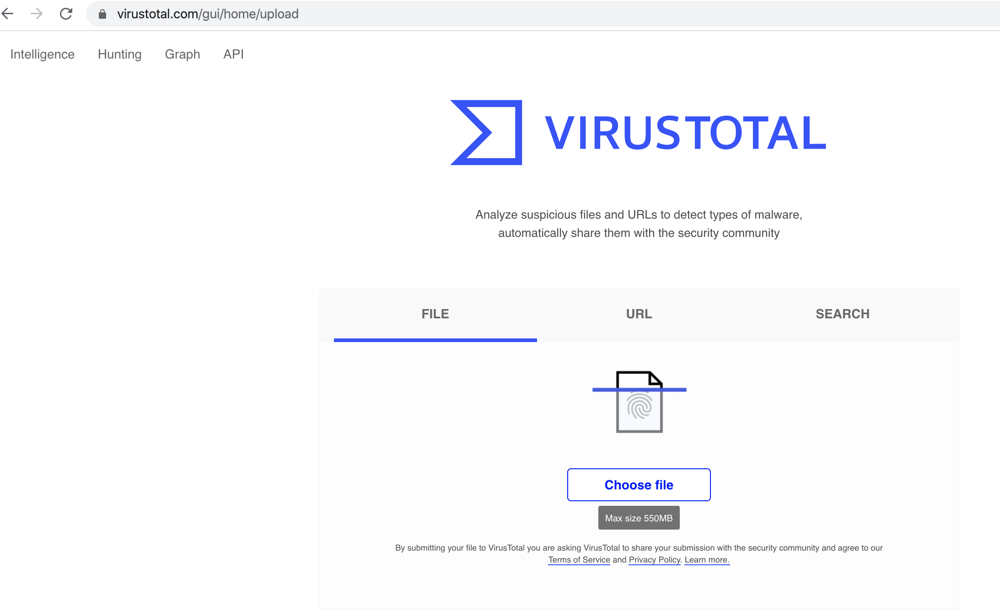 virustotal.com/gui/home/upload
Intelligence Hunting Graph API
VIRUSTOTAL
Analyze suspicious files and URLs to detect types of malware,
automatically share them with the security community
FILE URL SEARCH
Choose file
Max size 550MB
By submitting your file to VirusTotal you are asking VirusTotal to share your submission with the security community and agree to our
Terms of Service and Privacy Policy. Learn more.